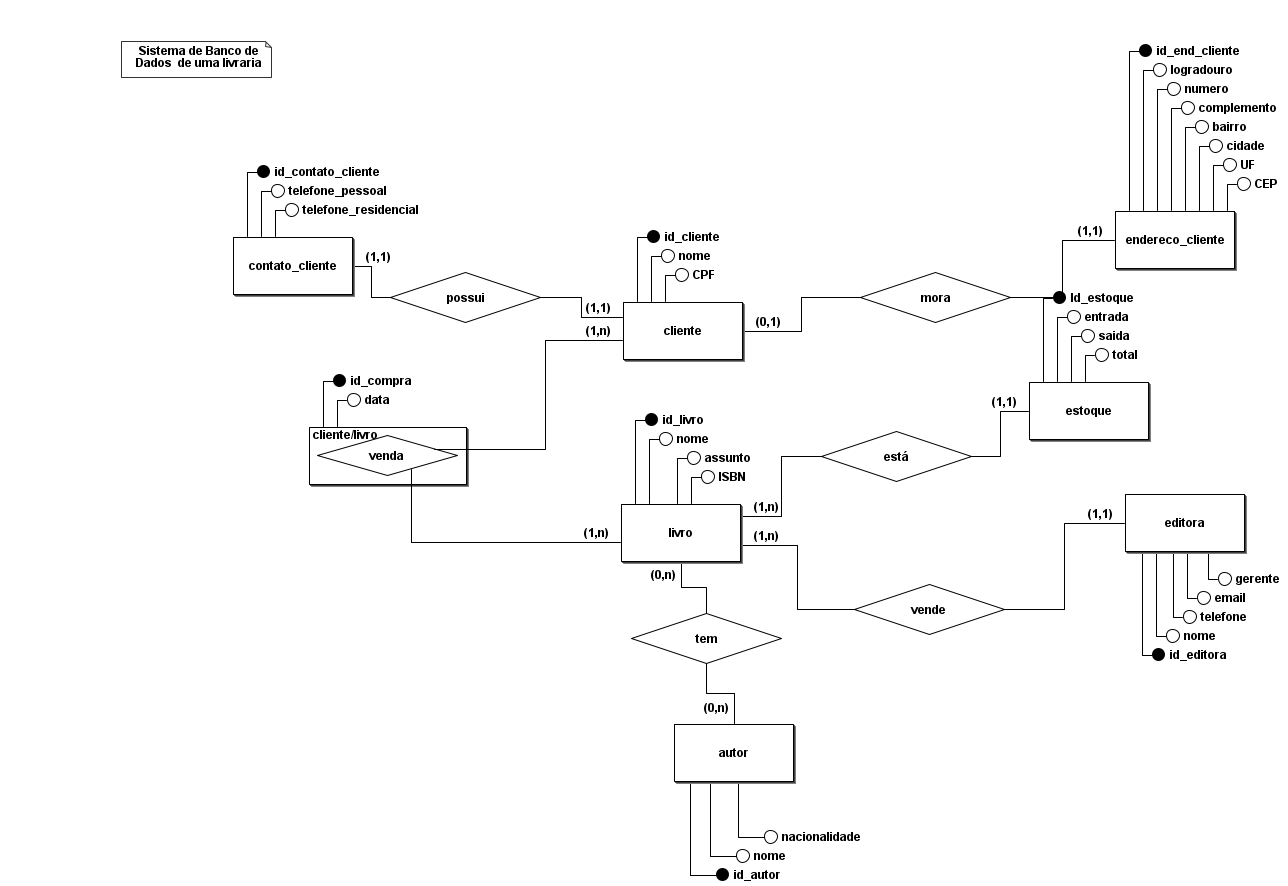 Sistema de Banco de
Dados de uma livraria
id_end_cliente
logradouro
numero
complemento
bairro
cidade
UF
CEP
endereco_cliente
(1,1)
id_contato_cliente
telefone_pessoal
telefone_residencial
contato_cliente
(1,1)
possui
(1,1)
(1,n)
id_cliente
nome
CPF
cliente
(0,1)
mora
Id_estoque
entrada
saida
total
estoque
(1,1)
id_compra
data
cliente/livro
venda
(1,n)
id_livro
nome
assunto
ISBN
livro
(1,n)
(1,n)
(0,n)
está
vende
(1,1)
editora
gerente
email
telefone
nome
id_editora
tem
(0,n)
autor
nacionalidade
nome
id_autor